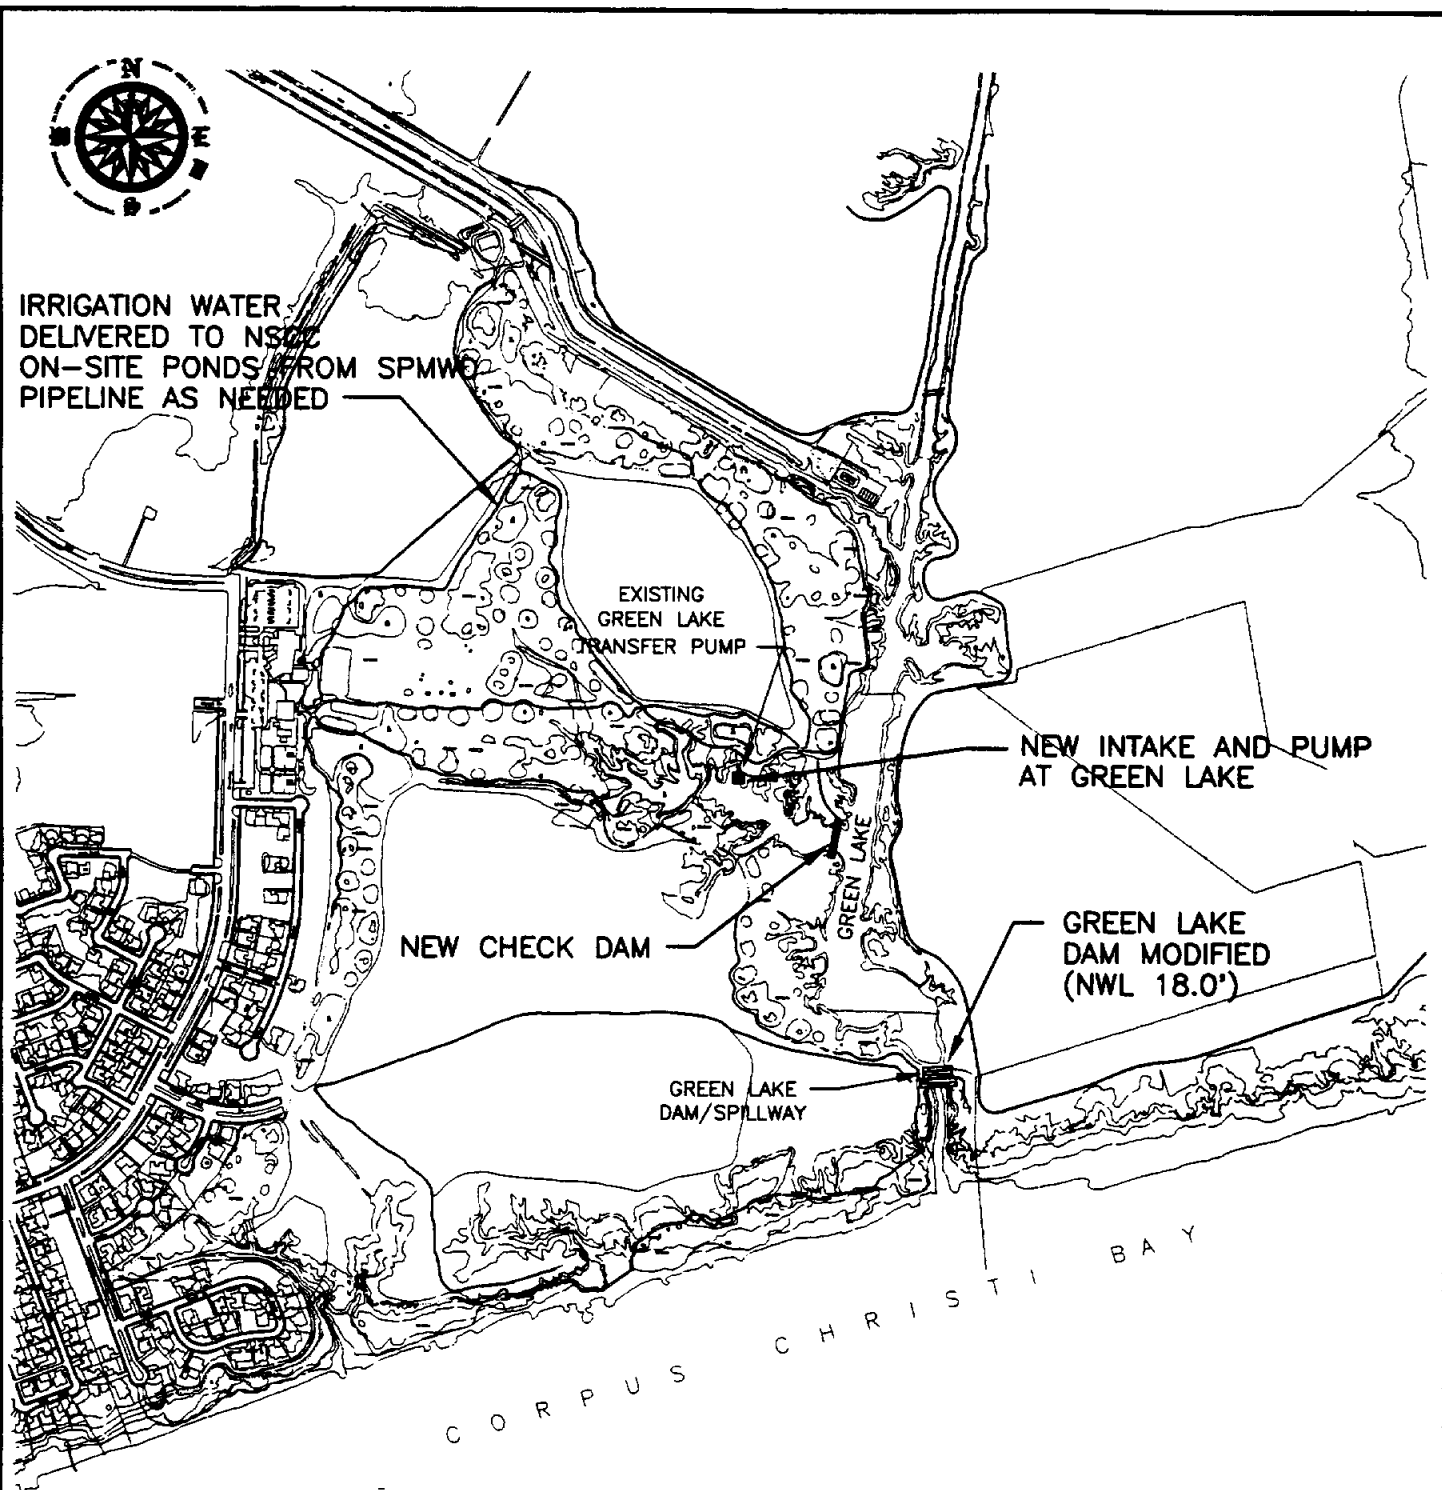 N
E
S
IRRIGATION WATER
DELIVERED TO NSCC
ON-SITE PONDS FROM SPMWD
PIPELINE AS NEEDED
EXISTING
GREEN LAKE
TRANSFER PUMP
NEW INTAKE AND PUMP
AT GREEN LAKE
GREEN LAKE
NEW CHECK DAM
GREEN LAKE
DAM MODIFIED
(NWL 18.0')
GREEN LAKE
DAM/SPILLWAY
CORPUS CHRISTI BAY